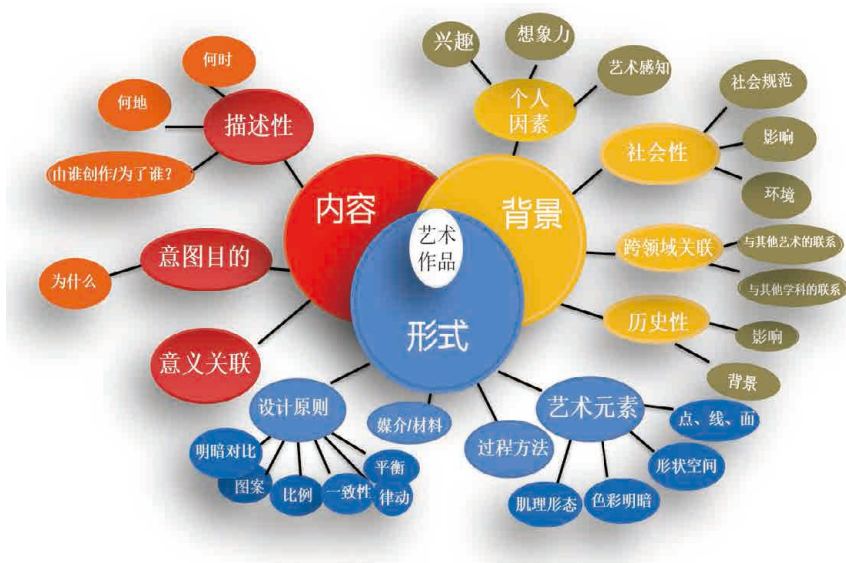 兴趣
想象力
艺术感知
个人
因素
何时
何地
由谁创作/为了谁?
描述性
意图目的
为什么
意义关联
内容
背景
艺术
作品
形式
社会性
社会规范
影响
环境
跨领域关联
与其他艺术的联系
与其他学科的联系
历史性
影响
背景
设计原则
明暗对比
图案
比例
一致性
律动
平衡
媒介/材料
过程方法
艺术元素
点、线、面
形状空间
色彩明暗
肌理形态